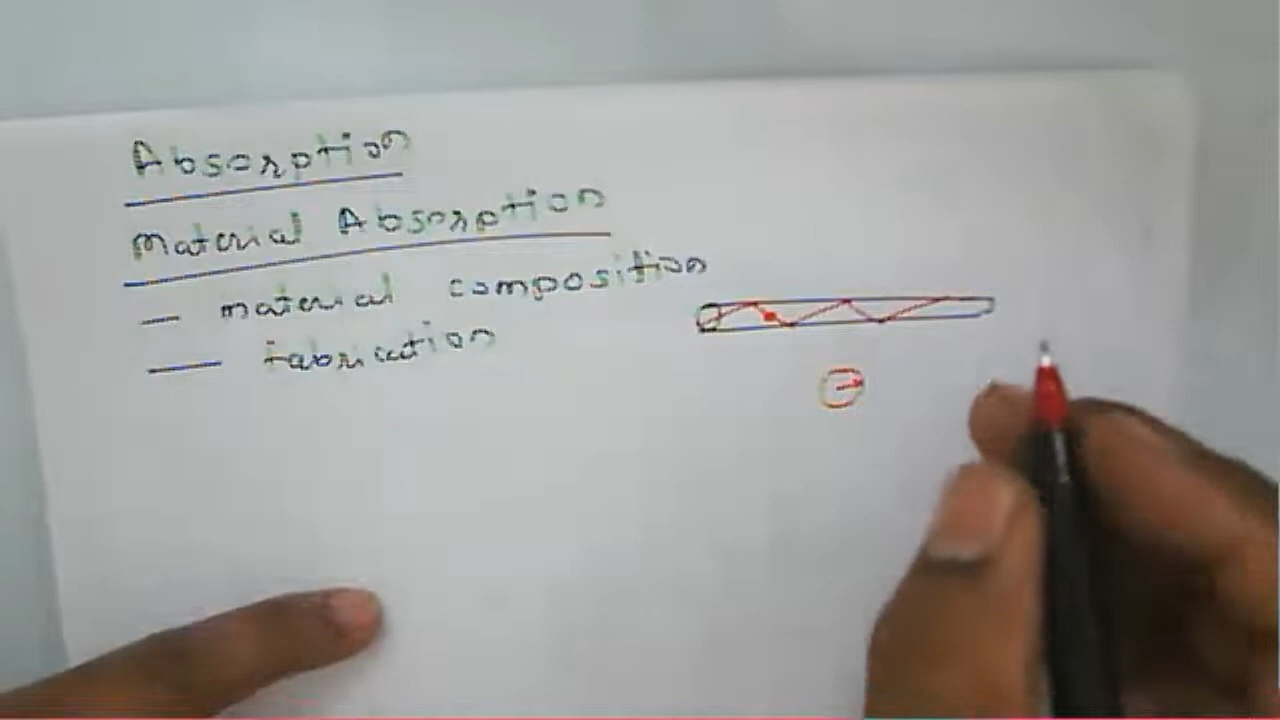 Absorption
Material Absorption
— material composition
— fabrication